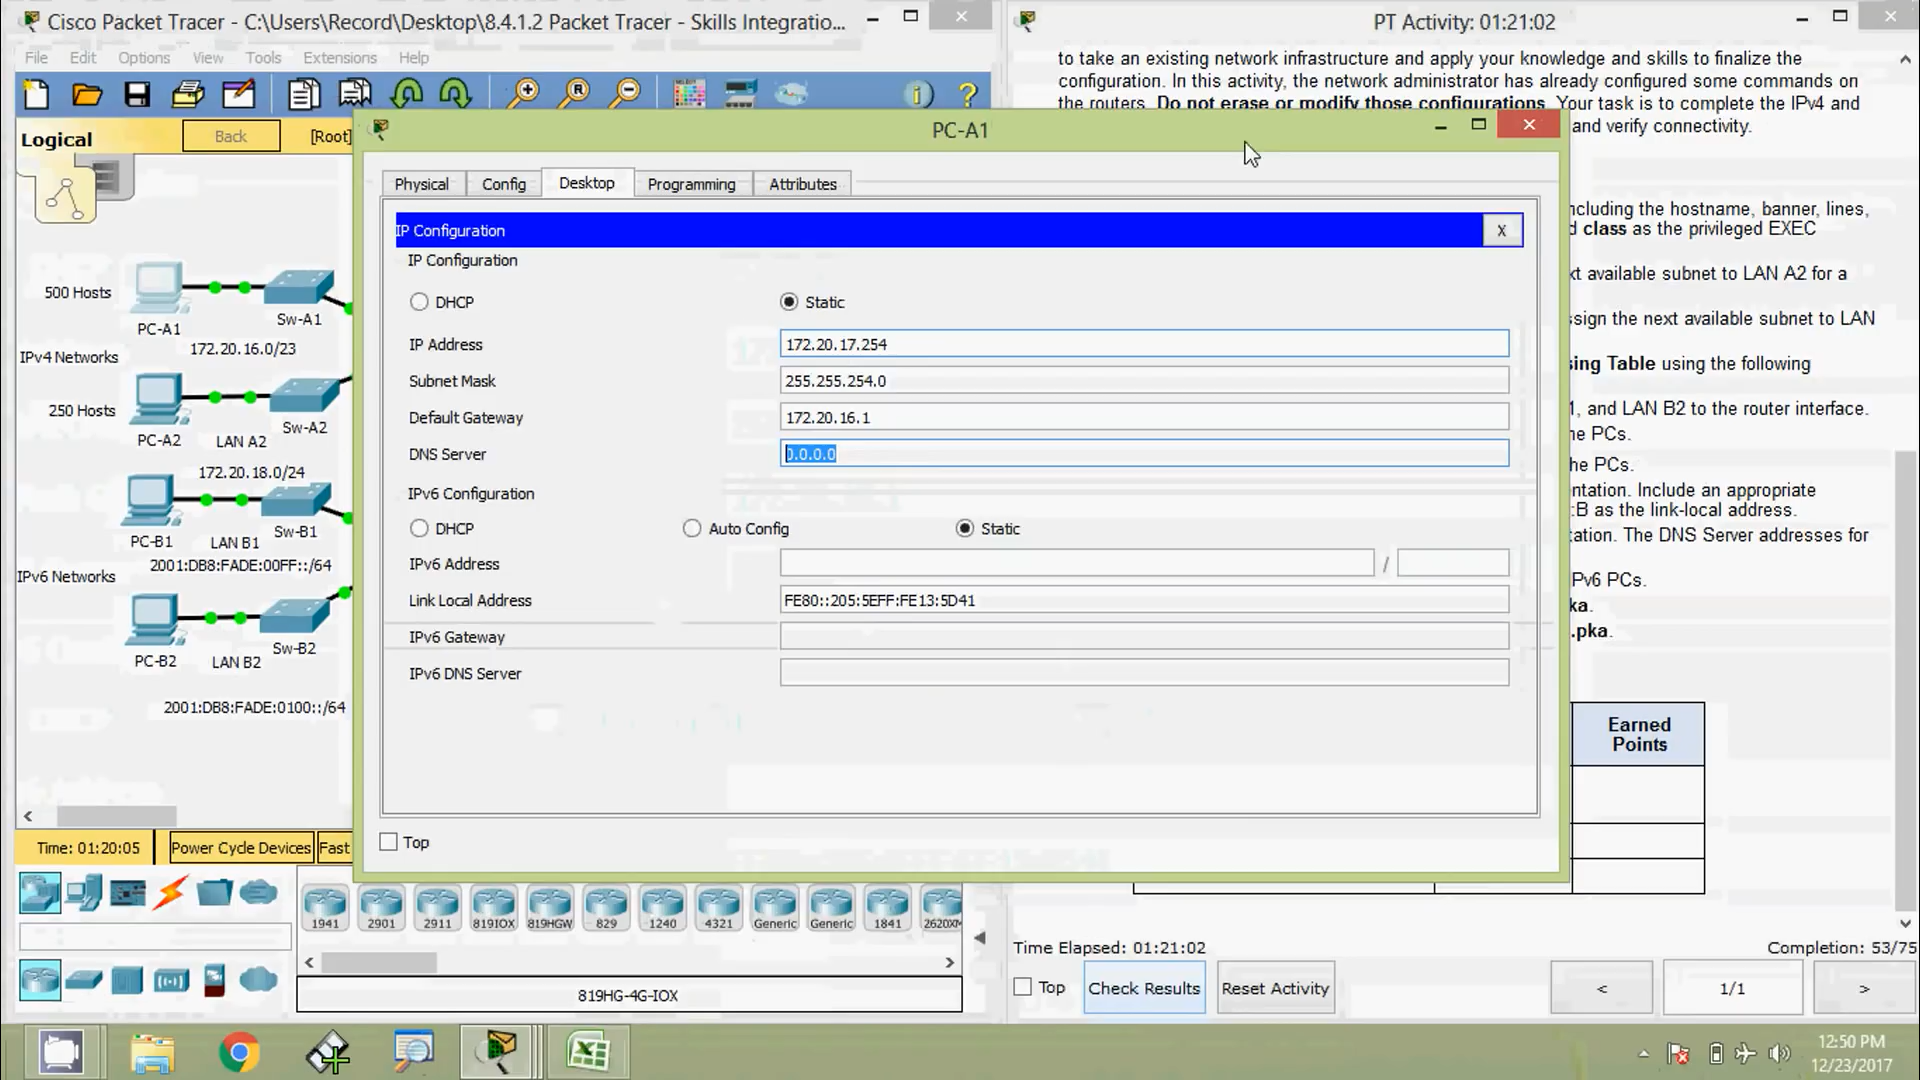 Cisco Packet Tracer - C:\Users\Record\Desktop\8.4.1.2 Packet Tracer - Skills Integratio...
File Edit Options View Tools Extensions Help
Logical
Back
[Root]
500 Hosts
PC-A1
Sw-A1
172.20.16.0/23
IPv4 Networks
250 Hosts
PC-A2
LAN A2
Sw-A2
172.20.18.0/24
PC-B1
LAN B1
Sw-B1
2001:DB8:FADE:00FF::/64
IPv6 Networks
PC-B2
LAN B2
Sw-B2
2001:DB8:FADE:0100::/64
Time: 01:20:05
Power Cycle Devices
Fast
1941 2901 2911 819IOX 819HGW 829 1240 4321 Generic Generic 1841 2620XM
819HG-4G-IOX
PC-A1
Physical Config Desktop Programming Attributes
IP Configuration
X
IP Configuration
DHCP
Static
IP Address
172.20.17.254
Subnet Mask
255.255.254.0
Default Gateway
172.20.16.1
DNS Server
0.0.0.0
IPv6 Configuration
DHCP
Auto Config
Static
IPv6 Address
/
Link Local Address
FE80::205:5EFF:FE13:5D41
IPv6 Gateway
IPv6 DNS Server
Top
PT Activity: 01:21:02
to take an existing network infrastructure and apply your knowledge and skills to finalize the
configuration. In this activity, the network administrator has already configured some commands on
the routers. Do not erase or modify those configurations. Your task is to complete the IPv4 and
and verify connectivity.
ncluding the hostname, banner, lines,
d class as the privileged EXEC
xt available subnet to LAN A2 for a
ssign the next available subnet to LAN
sing Table using the following
1, and LAN B2 to the router interface.
he PCs.
he PCs.
entation. Include an appropriate
:B as the link-local address.
tation. The DNS Server addresses for
Pv6 PCs.
ka.
.pka.
Earned
Points
Time Elapsed: 01:21:02
Completion: 53/75
Top
Check Results
Reset Activity
<
1/1
>
12:50 PM
12/23/2017